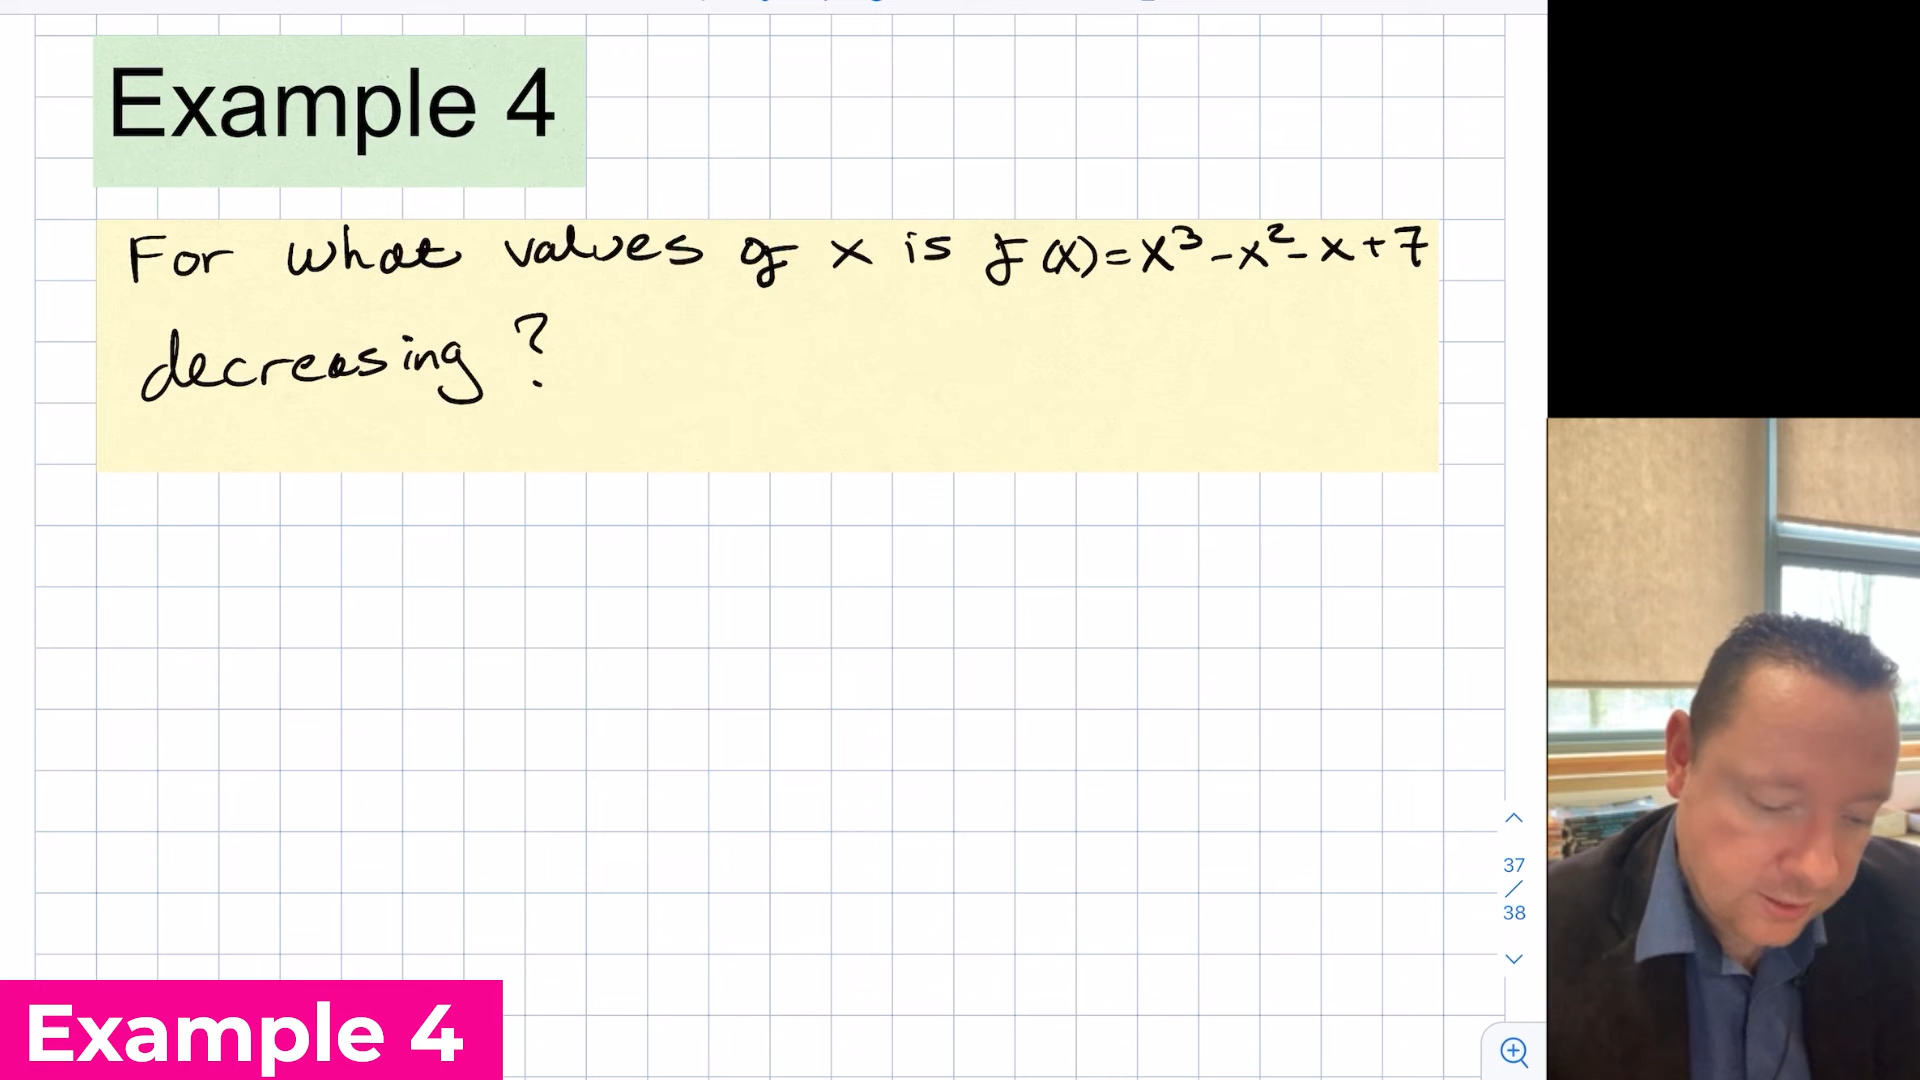 Example 4
For what values of x is f(x)=x³-x²-x+7
decreasing?
37
/
38
Example 4